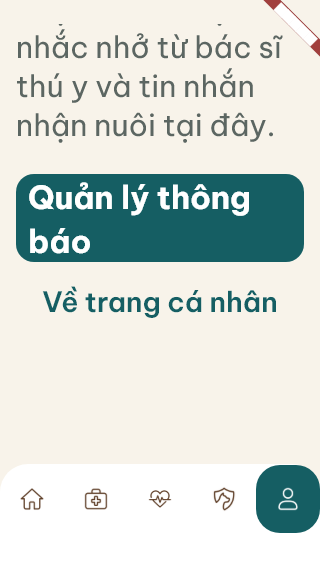 nhắc nhở từ bác sĩ
thú y và tin nhắn
nhận nuôi tại đây.
Quản lý thông
báo
Về trang cá nhân